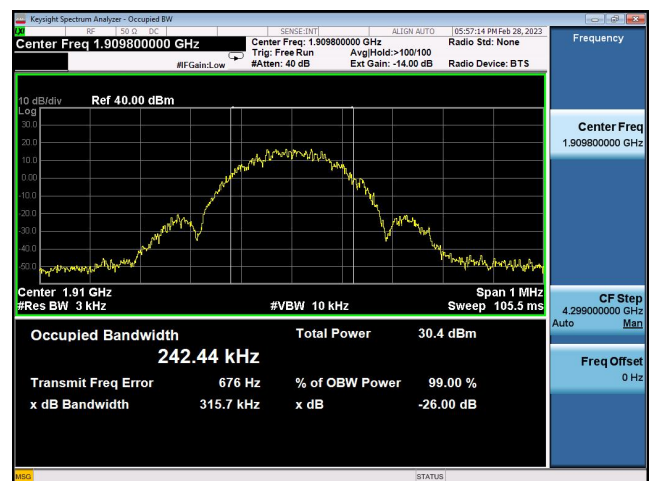 Keysight Spectrum Analyzer - Occupied BW
LXI RF 50 Ω DC SENSE:INT ALIGN AUTO 05:57:14 PM Feb 28, 2023
Center Freq 1.909800000 GHz
Center Freq: 1.909800000 GHz Radio Std: None
Trig: Free Run Avg|Hold:>100/100
#IFGain:Low #Atten: 40 dB Ext Gain: -14.00 dB Radio Device: BTS
10 dB/div Ref 40.00 dBm
Log
30.0
20.0
10.0
0.00
-10.0
-20.0
-30.0
-40.0
-50.0
Center 1.91 GHz Span 1 MHz
#Res BW 3 kHz #VBW 10 kHz Sweep 105.5 ms
Occupied Bandwidth Total Power 30.4 dBm
242.44 kHz
Transmit Freq Error 676 Hz % of OBW Power 99.00 %
x dB Bandwidth 315.7 kHz x dB -26.00 dB
Frequency
Center Freq
1.909800000 GHz
CF Step
4.299000000 GHz
Auto Man
Freq Offset
0 Hz
MSG STATUS